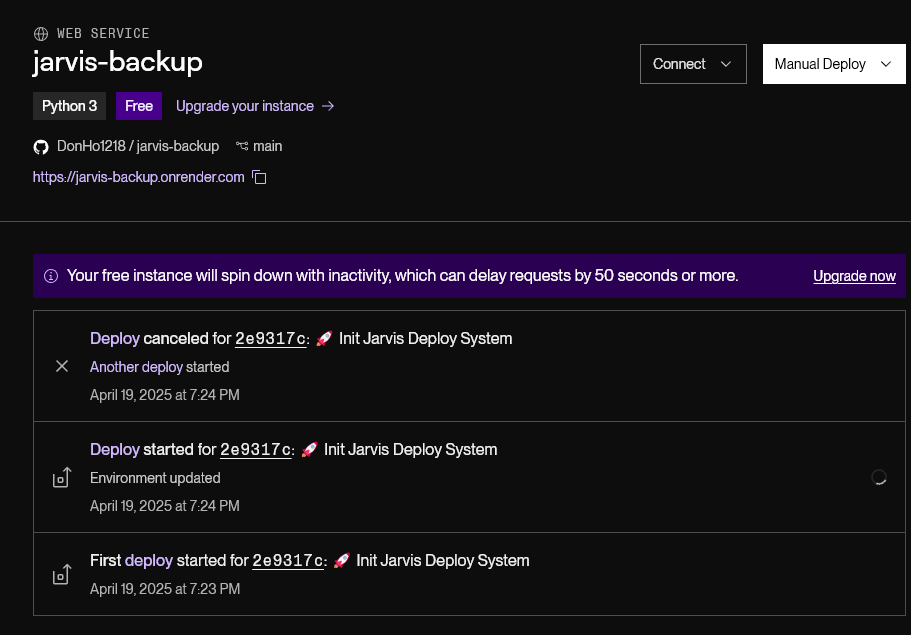 WEB SERVICE
jarvis-backup
Connect
Manual Deploy
Python 3 Free Upgrade your instance →
DonHo1218 / jarvis-backup main
https://jarvis-backup.onrender.com
Your free instance will spin down with inactivity, which can delay requests by 50 seconds or more. Upgrade now
Deploy canceled for 2e9317c: 🚀 Init Jarvis Deploy System
Another deploy started
April 19, 2025 at 7:24 PM
Deploy started for 2e9317c: 🚀 Init Jarvis Deploy System
Environment updated
April 19, 2025 at 7:24 PM
First deploy started for 2e9317c: 🚀 Init Jarvis Deploy System
April 19, 2025 at 7:23 PM